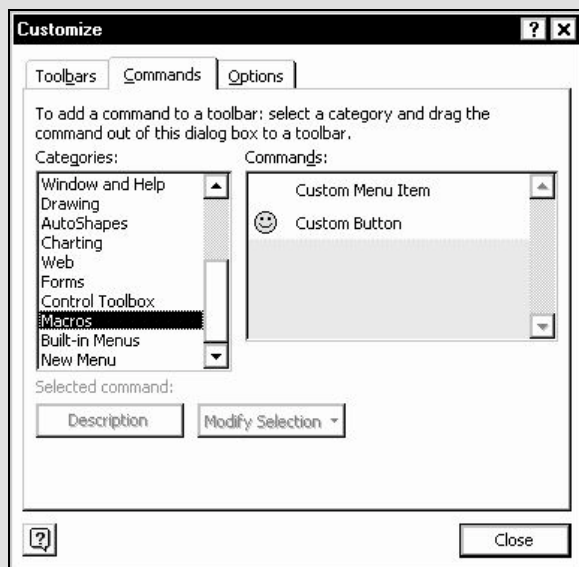 Customize
Toolbars Commands Options
To add a command to a toolbar: select a category and drag the
command out of this dialog box to a toolbar.
Categories: Commands:
Window and Help
Drawing
AutoShapes
Charting
Web
Forms
Control Toolbox
Macros
Built-in Menus
New Menu
Custom Menu Item
Custom Button
Selected command:
Description Modify Selection
Close